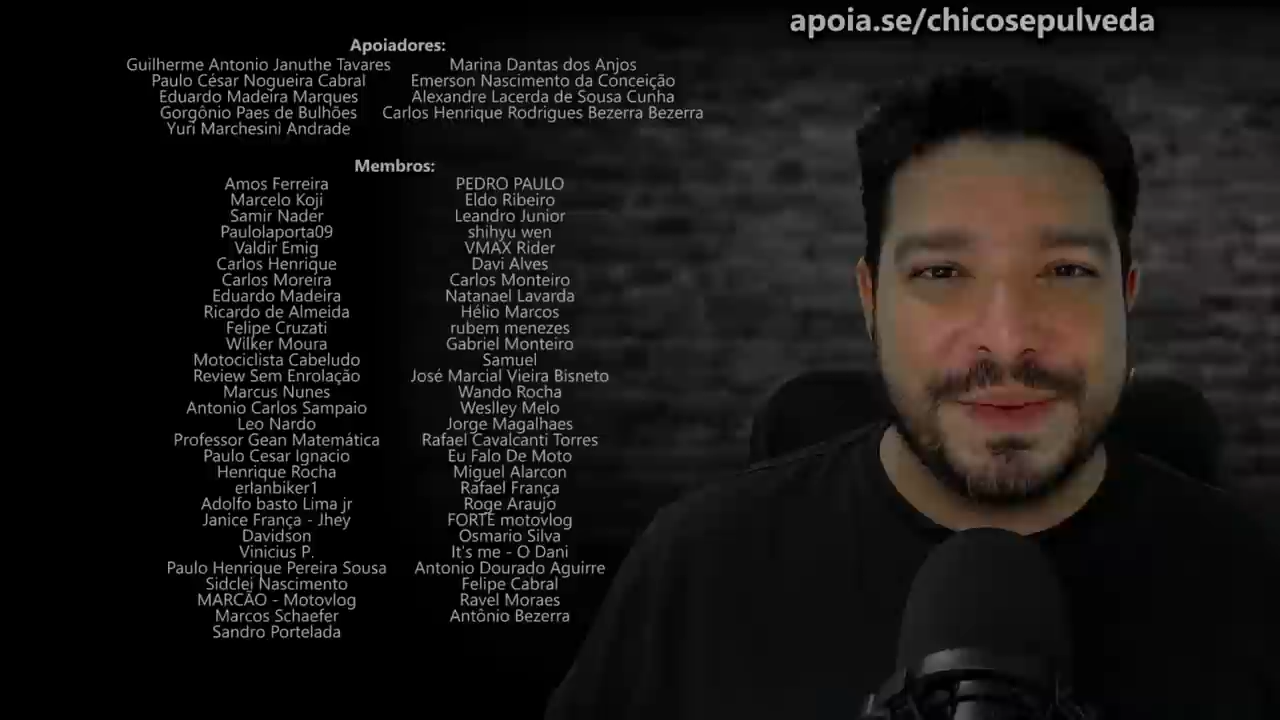 apoia.se/chicosepulveda
Apoiadores:
Guilherme Antonio Januthe Tavares
Paulo César Nogueira Cabral
Eduardo Madeira Marques
Gorgônio Paes de Bulhões
Yuri Marchesini Andrade
Marina Dantas dos Anjos
Emerson Nascimento da Conceição
Alexandre Lacerda de Sousa Cunha
Carlos Henrique Rodrigues Bezerra Bezerra
Membros:
Amos Ferreira
Marcelo Koji
Samir Nader
Paulolaporta09
Valdir Emig
Carlos Henrique
Carlos Moreira
Eduardo Madeira
Ricardo de Almeida
Felipe Cruzati
Wilker Moura
Motociclista Cabeludo
Review Sem Enrolação
Marcus Nunes
Antonio Carlos Sampaio
Leo Nardo
Professor Gean Matemática
Paulo Cesar Ignacio
Henrique Rocha
erlanbiker1
Adolfo basto Lima jr
Janice França - Jhey
Davidson
Vinicius P.
Paulo Henrique Pereira Sousa
Sidclei Nascimento
MARCÃO - Motovlog
Marcos Schaefer
Sandro Portelada
PEDRO PAULO
Eldo Ribeiro
Leandro Junior
shihyu wen
VMAX Rider
Davi Alves
Carlos Monteiro
Natanael Lavarda
Hélio Marcos
rubem menezes
Gabriel Monteiro
Samuel
José Marcial Vieira Bisneto
Wando Rocha
Weslley Melo
Jorge Magalhaes
Rafael Cavalcanti Torres
Eu Falo De Moto
Miguel Alarcon
Rafael França
Roge Araujo
FORTE motovlog
Osmario Silva
It's me - O Dani
Antonio Dourado Aguirre
Felipe Cabral
Ravel Moraes
Antônio Bezerra